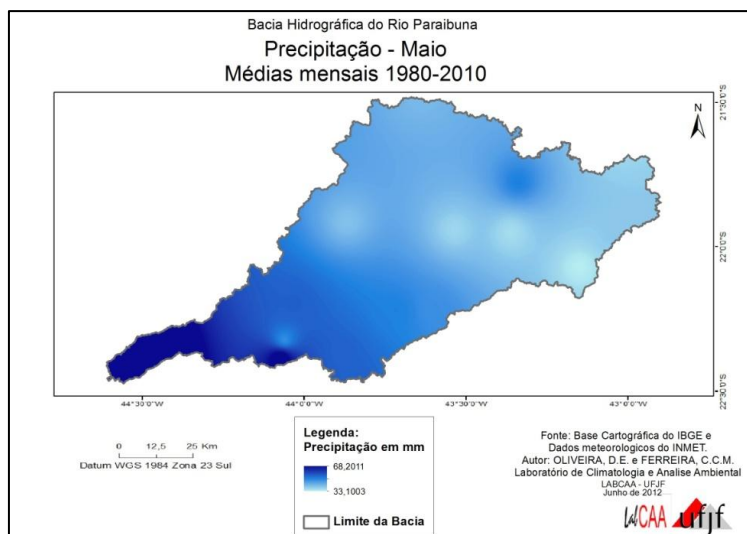 Bacia Hidrográfica do Rio Paraibuna
Precipitação - Maio
Médias mensais 1980-2010
N
21°30'0"S
22°0'0"S
22°30'0"S
44°30'0"W
44°0'0"W
43°30'0"W
43°0'0"W
0 12,5 25 Km
Datum WGS 1984 Zona 23 Sul
Legenda:
Precipitação em mm
68,2011
33,1003
Limite da Bacia
Fonte: Base Cartográfica do IBGE e
Dados meteorologicos do INMET.
Autor: OLIVEIRA, D.E. e FERREIRA, C.C.M.
Laboratório de Climatologia e Analise Ambiental
LABCAA - UFJF
Junho de 2012
LabCAA ufjf